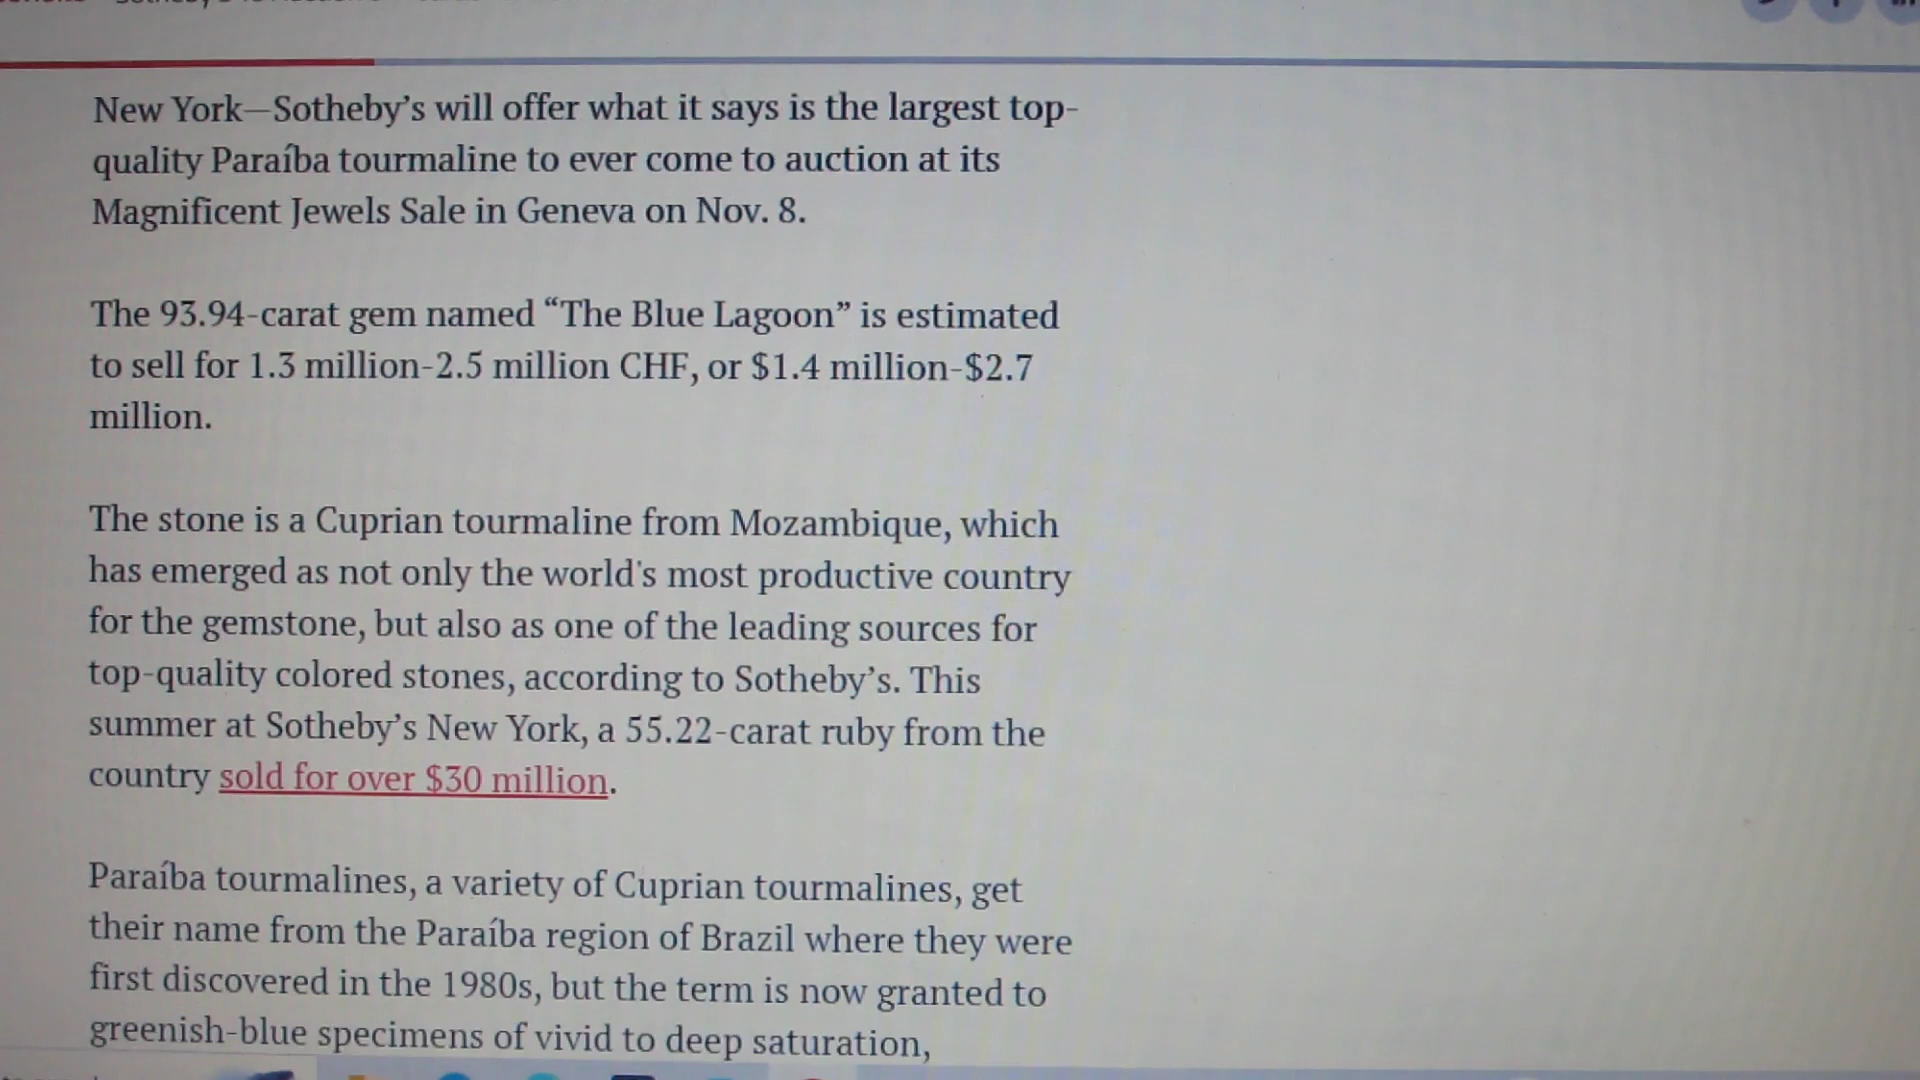 New York—Sotheby’s will offer what it says is the largest top-
quality Paraíba tourmaline to ever come to auction at its
Magnificent Jewels Sale in Geneva on Nov. 8.
The 93.94-carat gem named “The Blue Lagoon” is estimated
to sell for 1.3 million-2.5 million CHF, or $1.4 million-$2.7
million.
The stone is a Cuprian tourmaline from Mozambique, which
has emerged as not only the world's most productive country
for the gemstone, but also as one of the leading sources for
top-quality colored stones, according to Sotheby’s. This
summer at Sotheby’s New York, a 55.22-carat ruby from the
country sold for over $30 million.
Paraíba tourmalines, a variety of Cuprian tourmalines, get
their name from the Paraíba region of Brazil where they were
first discovered in the 1980s, but the term is now granted to
greenish-blue specimens of vivid to deep saturation,